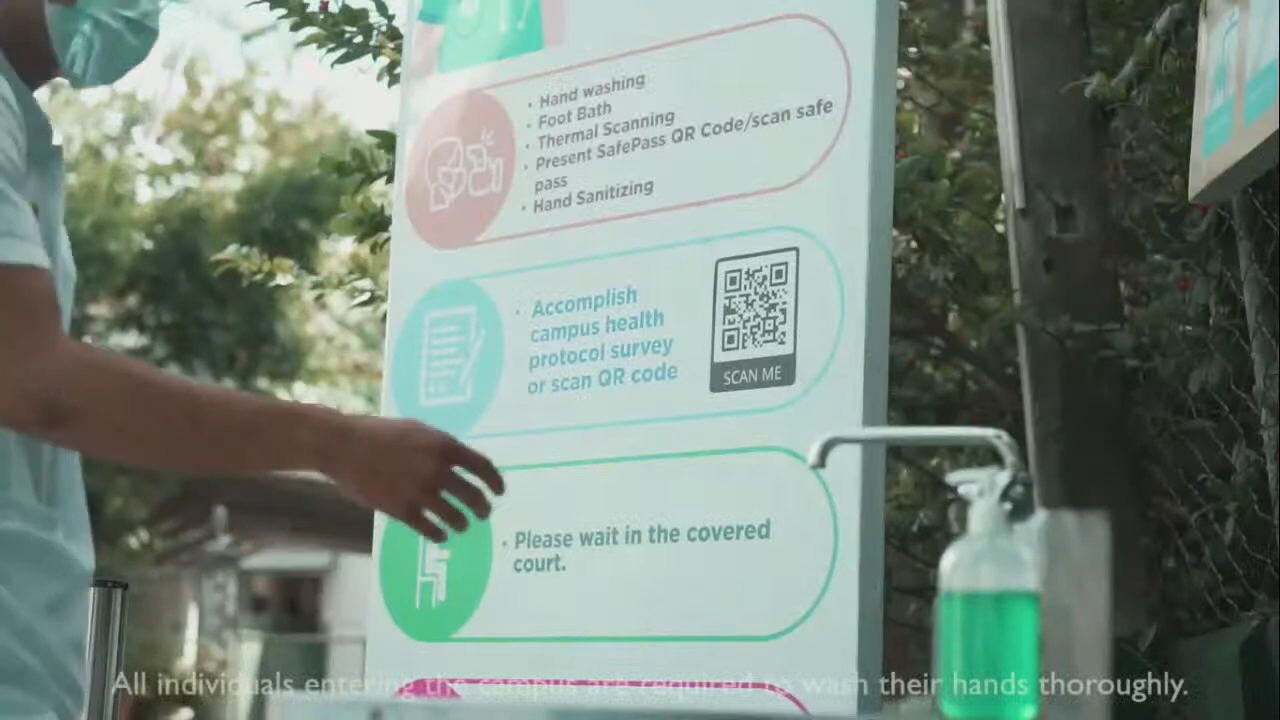 • Hand washing
• Foot Bath
• Thermal Scanning
• Present SafePass QR Code/scan safe
pass
• Hand Sanitizing
• Accomplish
campus health
protocol survey
or scan QR code
SCAN ME
• Please wait in the covered
court.
All individuals entering the campus are required to wash their hands thoroughly.